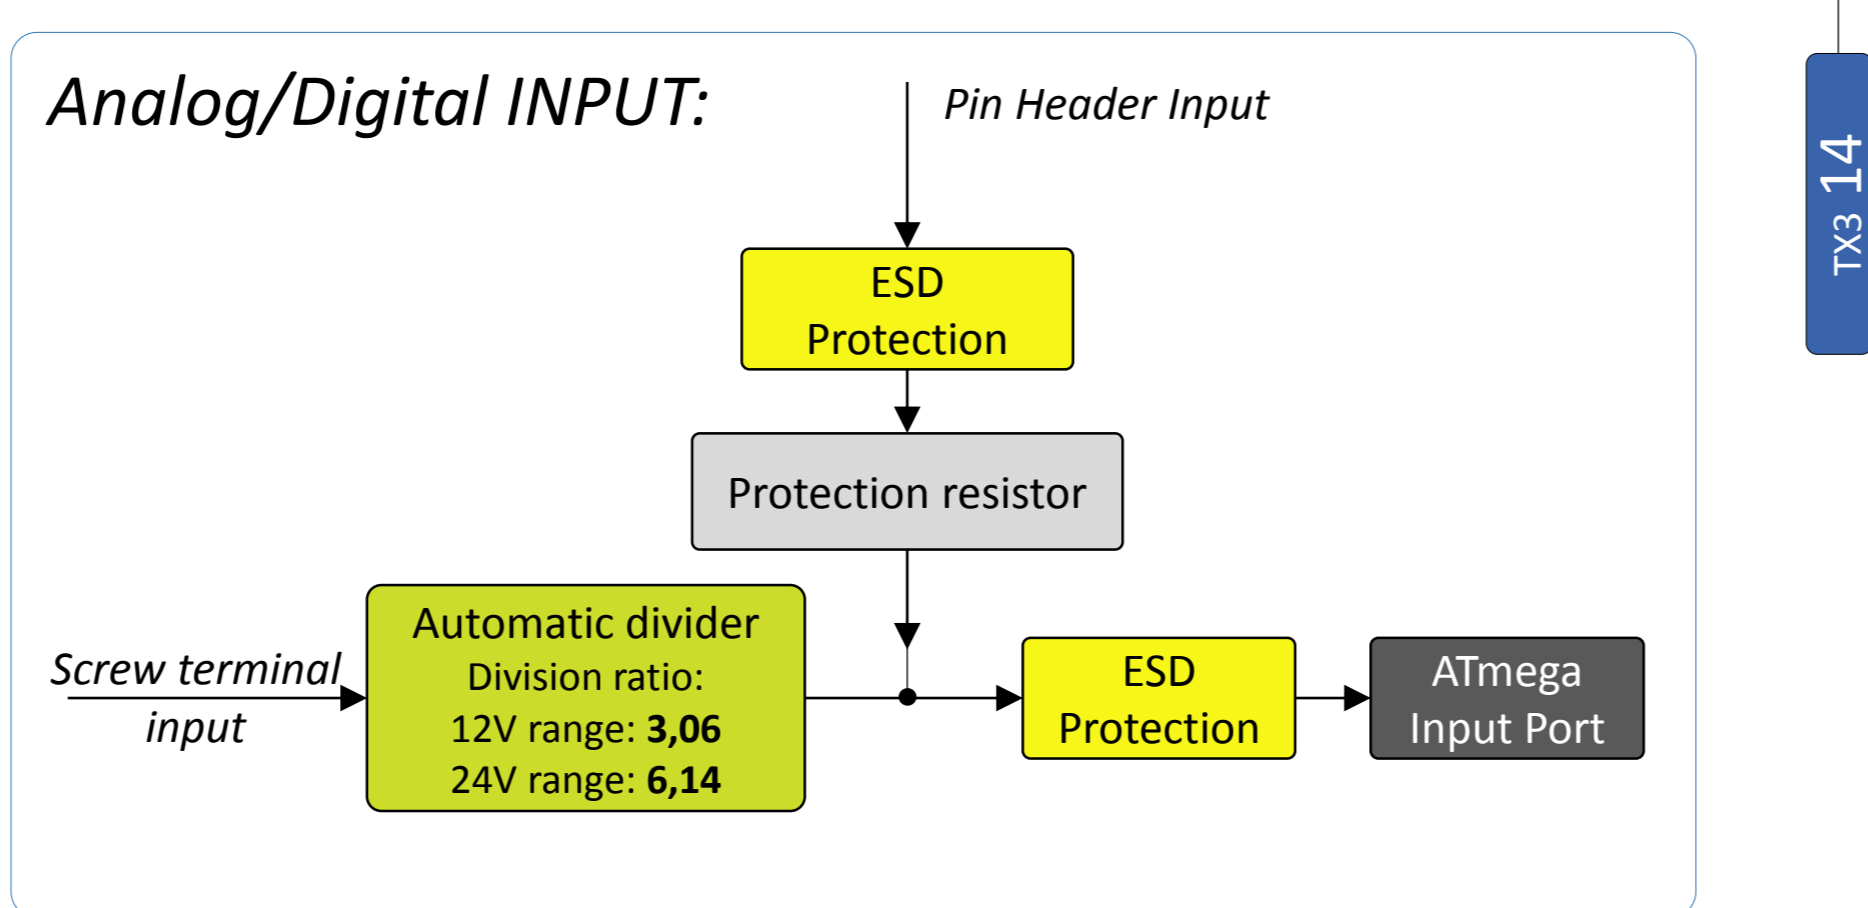 Analog/Digital INPUT:
Pin Header Input
ESD
Protection
Protection resistor
Screw terminal
input
Automatic divider
Division ratio:
12V range: 3,06
24V range: 6,14
ESD
Protection
ATmega
Input Port
TX3 14